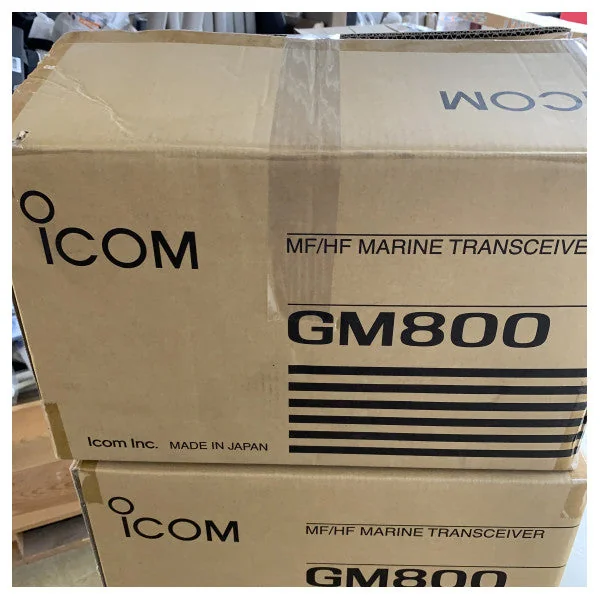 ICOM
ICOM
MF/HF MARINE TRANSCEIVE
GM800
Icom Inc. MADE IN JAPAN
ICOM
MF/HF MARINE TRANSCEIVER
GM800